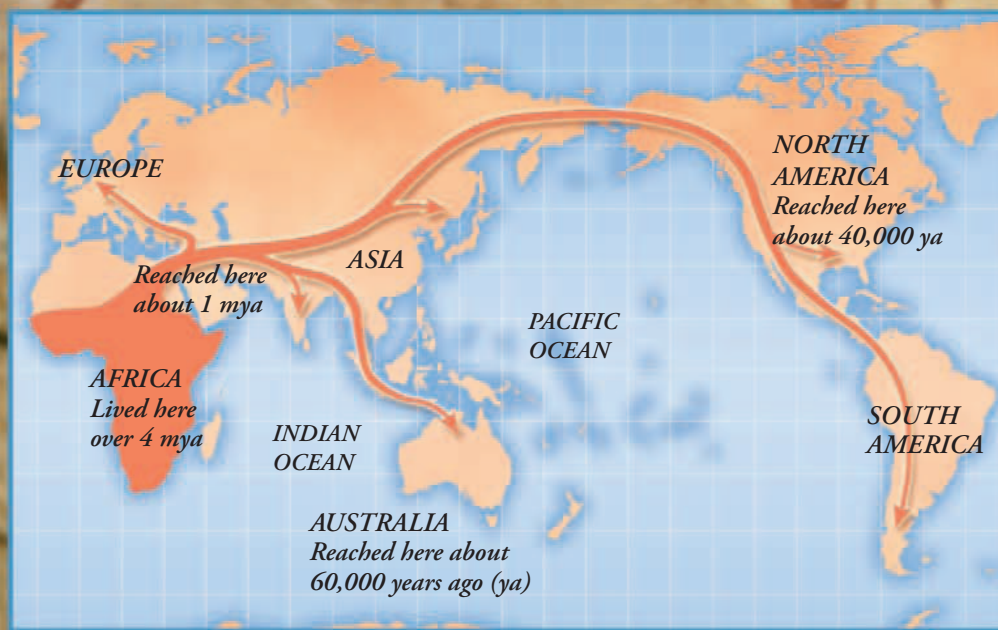 EUROPE
Reached here
about 1 mya
ASIA
AFRICA
Lived here
over 4 mya
INDIAN
OCEAN
AUSTRALIA
Reached here about
60,000 years ago (ya)
PACIFIC
OCEAN
NORTH
AMERICA
Reached here
about 40,000 ya
SOUTH
AMERICA